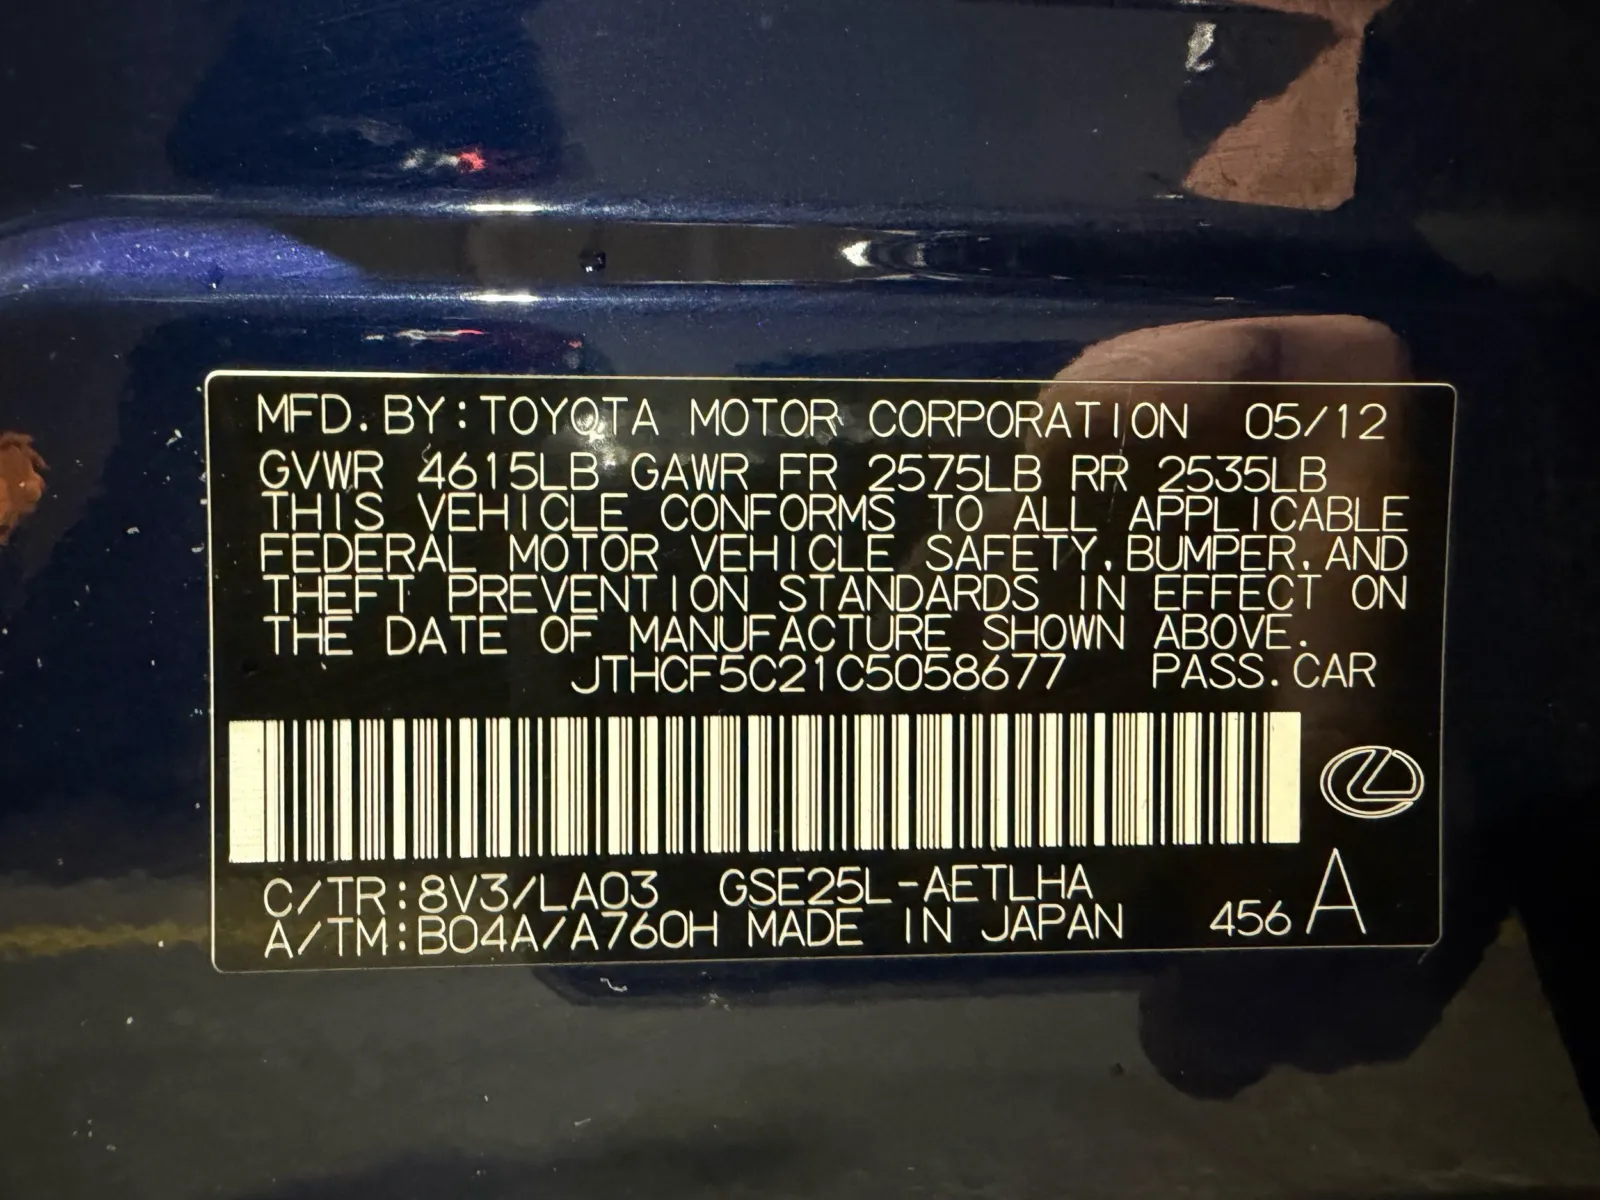 MFD.BY:TOYOTA MOTOR CORPORATION 05/12
GVWR 4615LB GAWR FR 2575LB RR 2535LB
THIS VEHICLE CONFORMS TO ALL APPLICABLE
FEDERAL MOTOR VEHICLE SAFETY,BUMPER,AND
THEFT PREVENTION STANDARDS IN EFFECT ON
THE DATE OF MANUFACTURE SHOWN ABOVE.
JTHCF5C21C5058677 PASS.CAR
C/TR:8V3/LA03 GSE25L-AETLHA
A/TM:B04A/A760H MADE IN JAPAN 456 A